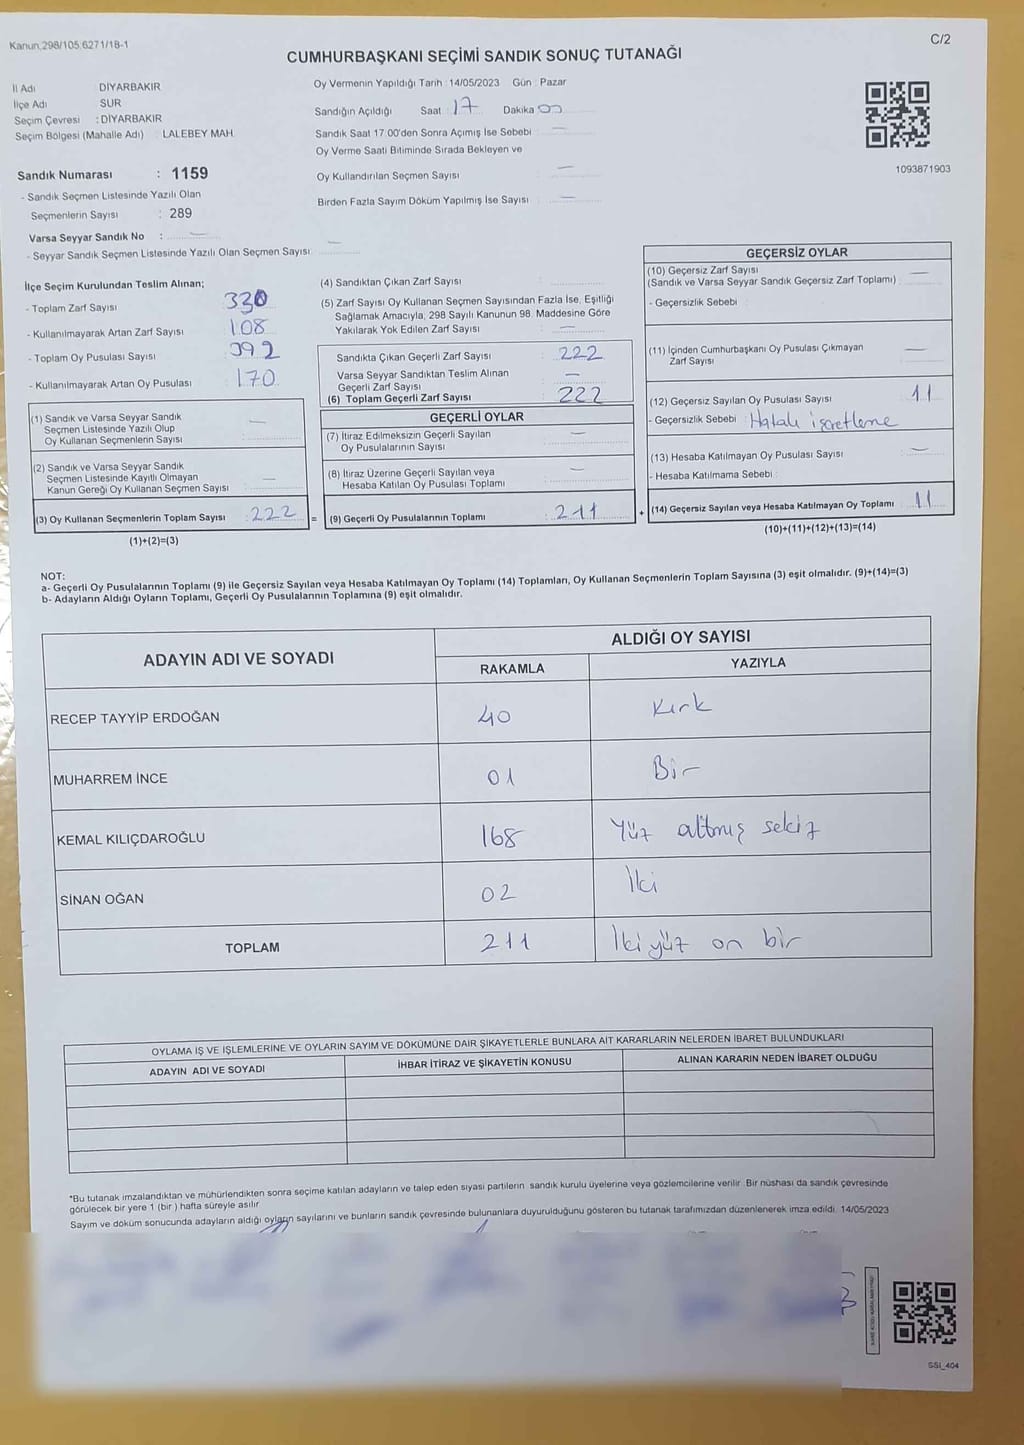 Kanun.298/105.6271/18-1
C/2
CUMHURBAŞKANI SEÇİMİ SANDIK SONUÇ TUTANAĞI
İl Adı DİYARBAKIR
İlçe Adı SUR
Seçim Çevresi : DİYARBAKIR
Seçim Bölgesi (Mahalle Adı) LALEBEY MAH.
Oy Vermenin Yapıldığı Tarih : 14/05/2023 Gün : Pazar
Sandığın Açıldığı Saat 17 Dakika 00
Sandık Saat 17.00'den Sonra Açımış İse Sebebi : —
Oy Verme Saati Bitiminde Sırada Bekleyen ve
Oy Kullandırılan Seçmen Sayısı : —
Birden Fazla Sayım Döküm Yapılmış İse Sayısı : —
1093871903
Sandık Numarası : 1159
- Sandık Seçmen Listesinde Yazılı Olan
Seçmenlerin Sayısı : 289
Varsa Seyyar Sandık No : —
- Seyyar Sandık Seçmen Listesinde Yazılı Olan Seçmen Sayısı: —
İlçe Seçim Kurulundan Teslim Alınan;
- Toplam Zarf Sayısı 330
- Kullanılmayarak Artan Zarf Sayısı 108
- Toplam Oy Pusulası Sayısı 392
- Kullanılmayarak Artan Oy Pusulası 170
(1) Sandık ve Varsa Seyyar Sandık
Seçmen Listesinde Yazılı Olup
Oy Kullanan Seçmenlerin Sayısı : —
(2) Sandık ve Varsa Seyyar Sandık
Seçmen Listesinde Kayıtlı Olmayan
Kanun Gereği Oy Kullanan Seçmen Sayısı : —
(3) Oy Kullanan Seçmenlerin Toplam Sayısı : 222
(1)+(2)=(3)
(4) Sandıktan Çıkan Zarf Sayısı :
(5) Zarf Sayısı Oy Kullanan Seçmen Sayısından Fazla İse, Eşitliği
Sağlamak Amacıyla, 298 Sayılı Kanunun 98. Maddesine Göre
Yakılarak Yok Edilen Zarf Sayısı : —
Sandıkta Çıkan Geçerli Zarf Sayısı : 222
Varsa Seyyar Sandıktan Teslim Alınan
Geçerli Zarf Sayısı : —
(6) Toplam Geçerli Zarf Sayısı : 222
GEÇERLİ OYLAR
(7) İtiraz Edilmeksizin Geçerli Sayılan
Oy Pusulalarının Sayısı : —
(8) İtiraz Üzerine Geçerli Sayılan veya
Hesaba Katılan Oy Pusulası Toplamı : —
= (9) Geçerli Oy Pusulalarının Toplamı : 211
GEÇERSİZ OYLAR
(10) Geçersiz Zarf Sayısı
(Sandık ve Varsa Seyyar Sandık Geçersiz Zarf Toplamı) : —
- Geçersizlik Sebebi :
(11) İçinden Cumhurbaşkanı Oy Pusulası Çıkmayan
Zarf Sayısı : —
(12) Geçersiz Sayılan Oy Pusulası Sayısı 11
- Geçersizlik Sebebi : Hatalı işaretleme
(13) Hesaba Katılmayan Oy Pusulası Sayısı : —
- Hesaba Katılmama Sebebi :
+ (14) Geçersiz Sayılan veya Hesaba Katılmayan Oy Toplamı 11
(10)+(11)+(12)+(13)=(14)
NOT:
a- Geçerli Oy Pusulalarının Toplamı (9) ile Geçersiz Sayılan veya Hesaba Katılmayan Oy Toplamı (14) Toplamları, Oy Kullanan Seçmenlerin Toplam Sayısına (3) eşit olmalıdır. (9)+(14)=(3)
b- Adayların Aldığı Oyların Toplamı, Geçerli Oy Pusulalarının Toplamına (9) eşit olmalıdır.
ADAYIN ADI VE SOYADI ALDIĞI OY SAYISI
RAKAMLA YAZIYLA
RECEP TAYYİP ERDOĞAN 40 Kırk
MUHARREM İNCE 01 Bir
KEMAL KILIÇDAROĞLU 168 Yüz altmış sekiz
SİNAN OĞAN 02 İki
TOPLAM 211 İki yüz on bir
OYLAMA İŞ VE İŞLEMLERİNE VE OYLARIN SAYIM VE DÖKÜMÜNE DAİR ŞİKAYETLERLE BUNLARA AİT KARARLARIN NELERDEN İBARET BULUNDUKLARI
ADAYIN ADI VE SOYADI İHBAR İTİRAZ VE ŞİKAYETİN KONUSU ALINAN KARARIN NEDEN İBARET OLDUĞU
*Bu tutanak imzalandıktan ve mühürlendikten sonra seçime katılan adayların ve talep eden siyasi partilerin sandık kurulu üyelerine veya gözlemcilerine verilir. Bir nüshası da sandık çevresinde
görülecek bir yere 1 (bir) hafta süreyle asılır.
Sayım ve döküm sonucunda adayların aldığı oyların sayılarını ve bunların sandık çevresinde bulunanlara duyurulduğunu gösteren bu tutanak tarafımızdan düzenlenerek imza edildi. 14/05/2023
SSI_404